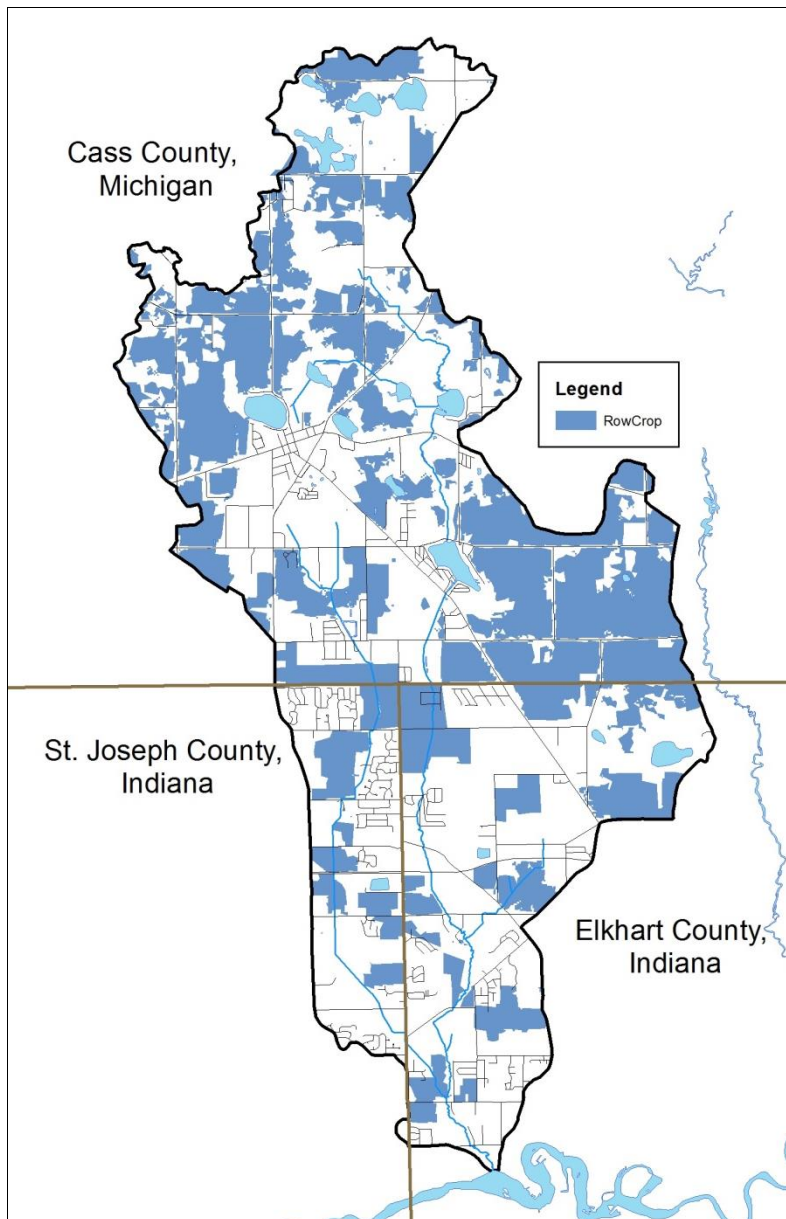 Cass County,
Michigan
Legend
RowCrop
St. Joseph County,
Indiana
Elkhart County,
Indiana